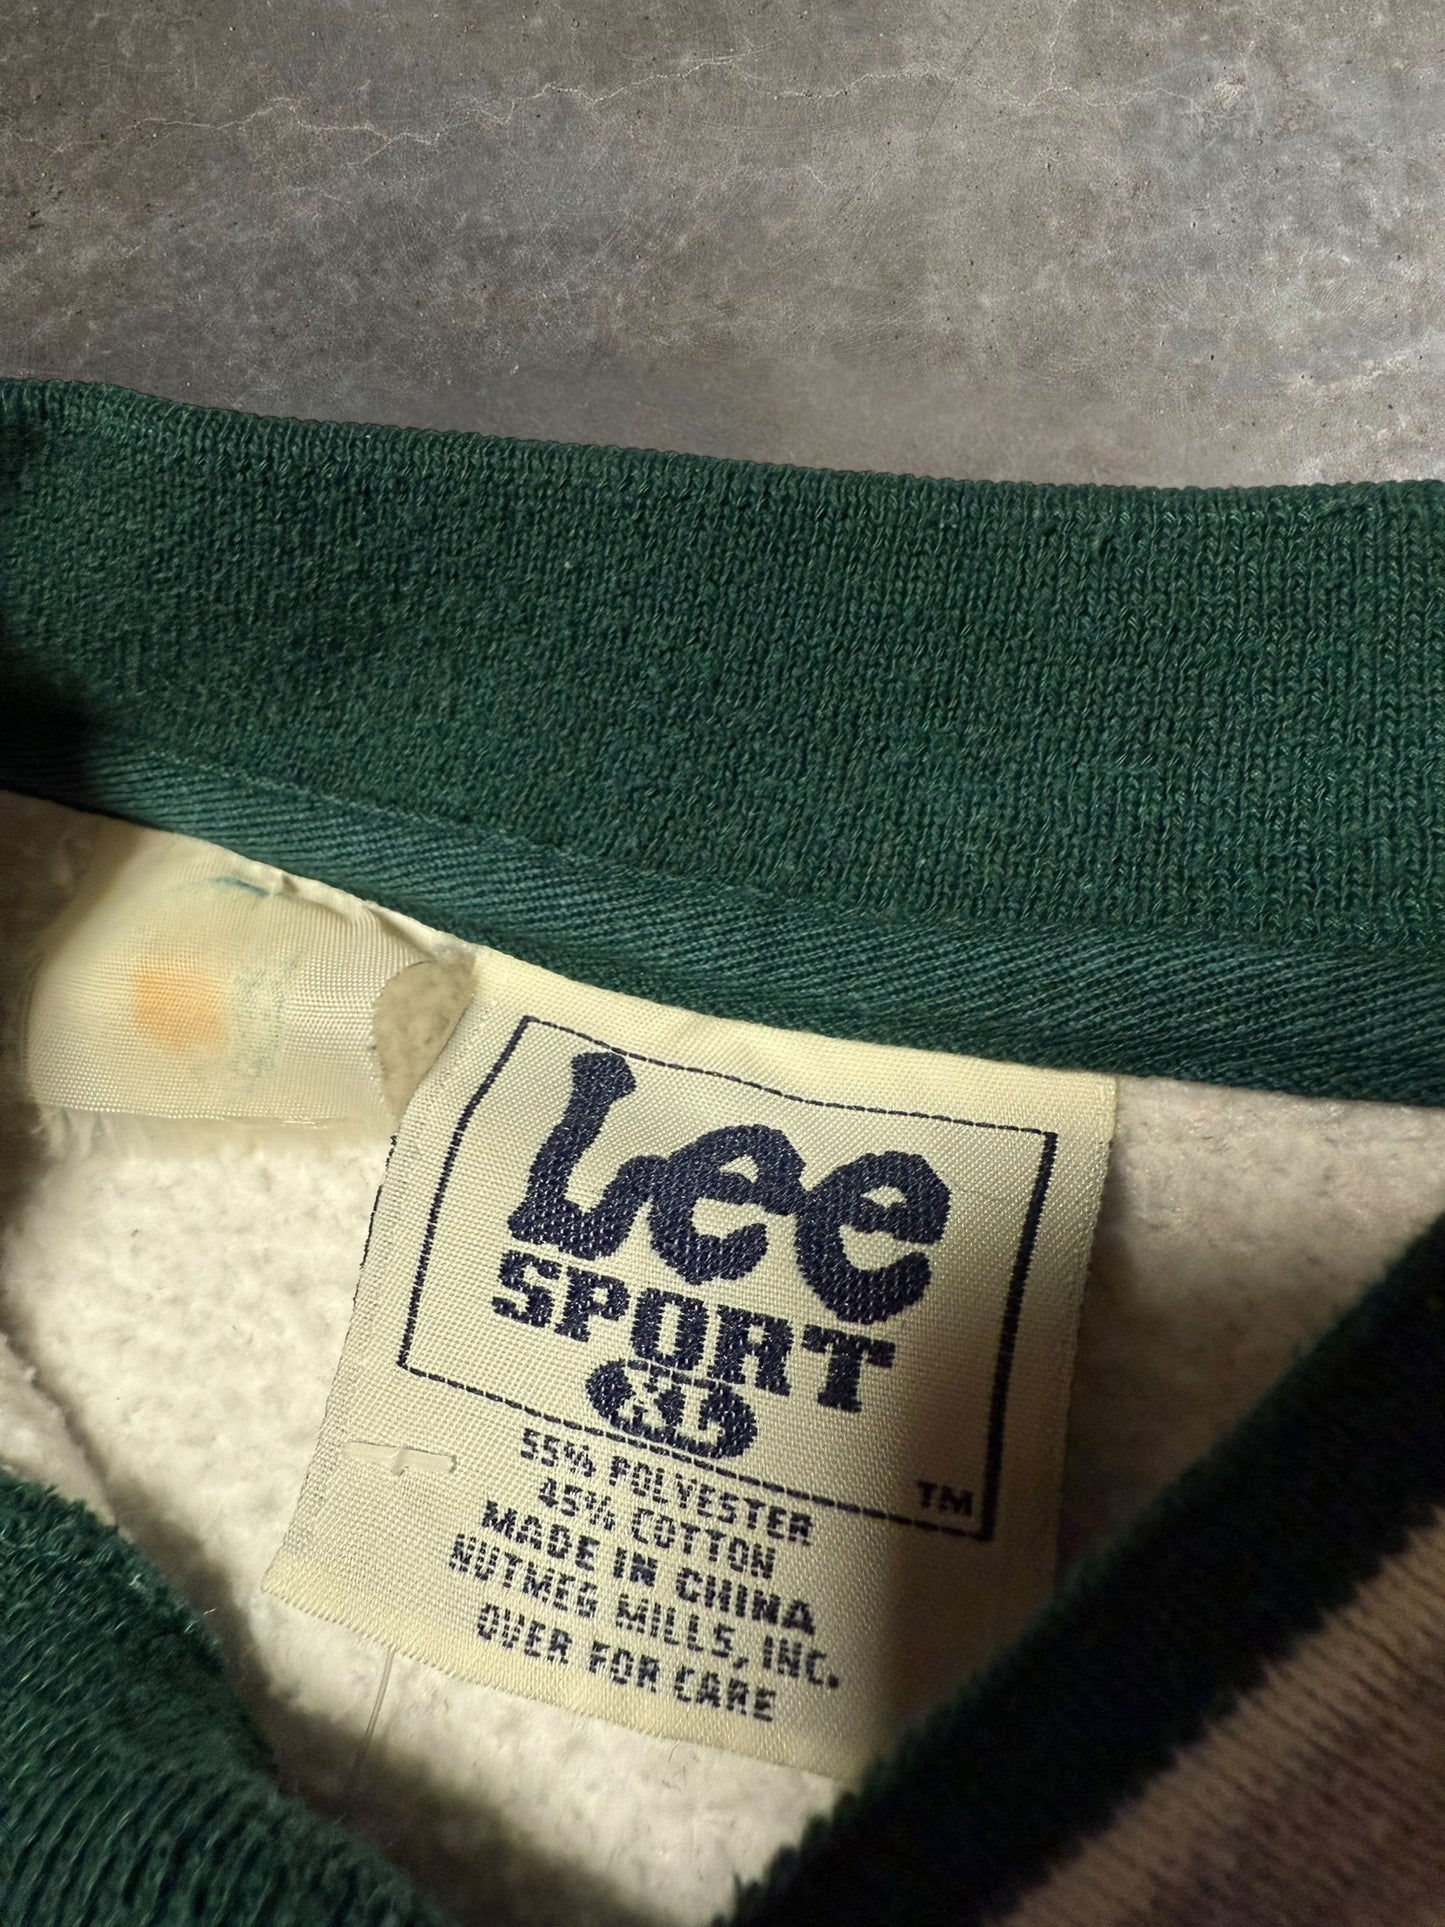 Lee
SPORT
XL
TM
55% POLYESTER
45% COTTON
MADE IN CHINA
NUTMEG MILLS, INC.
OVER FOR CARE